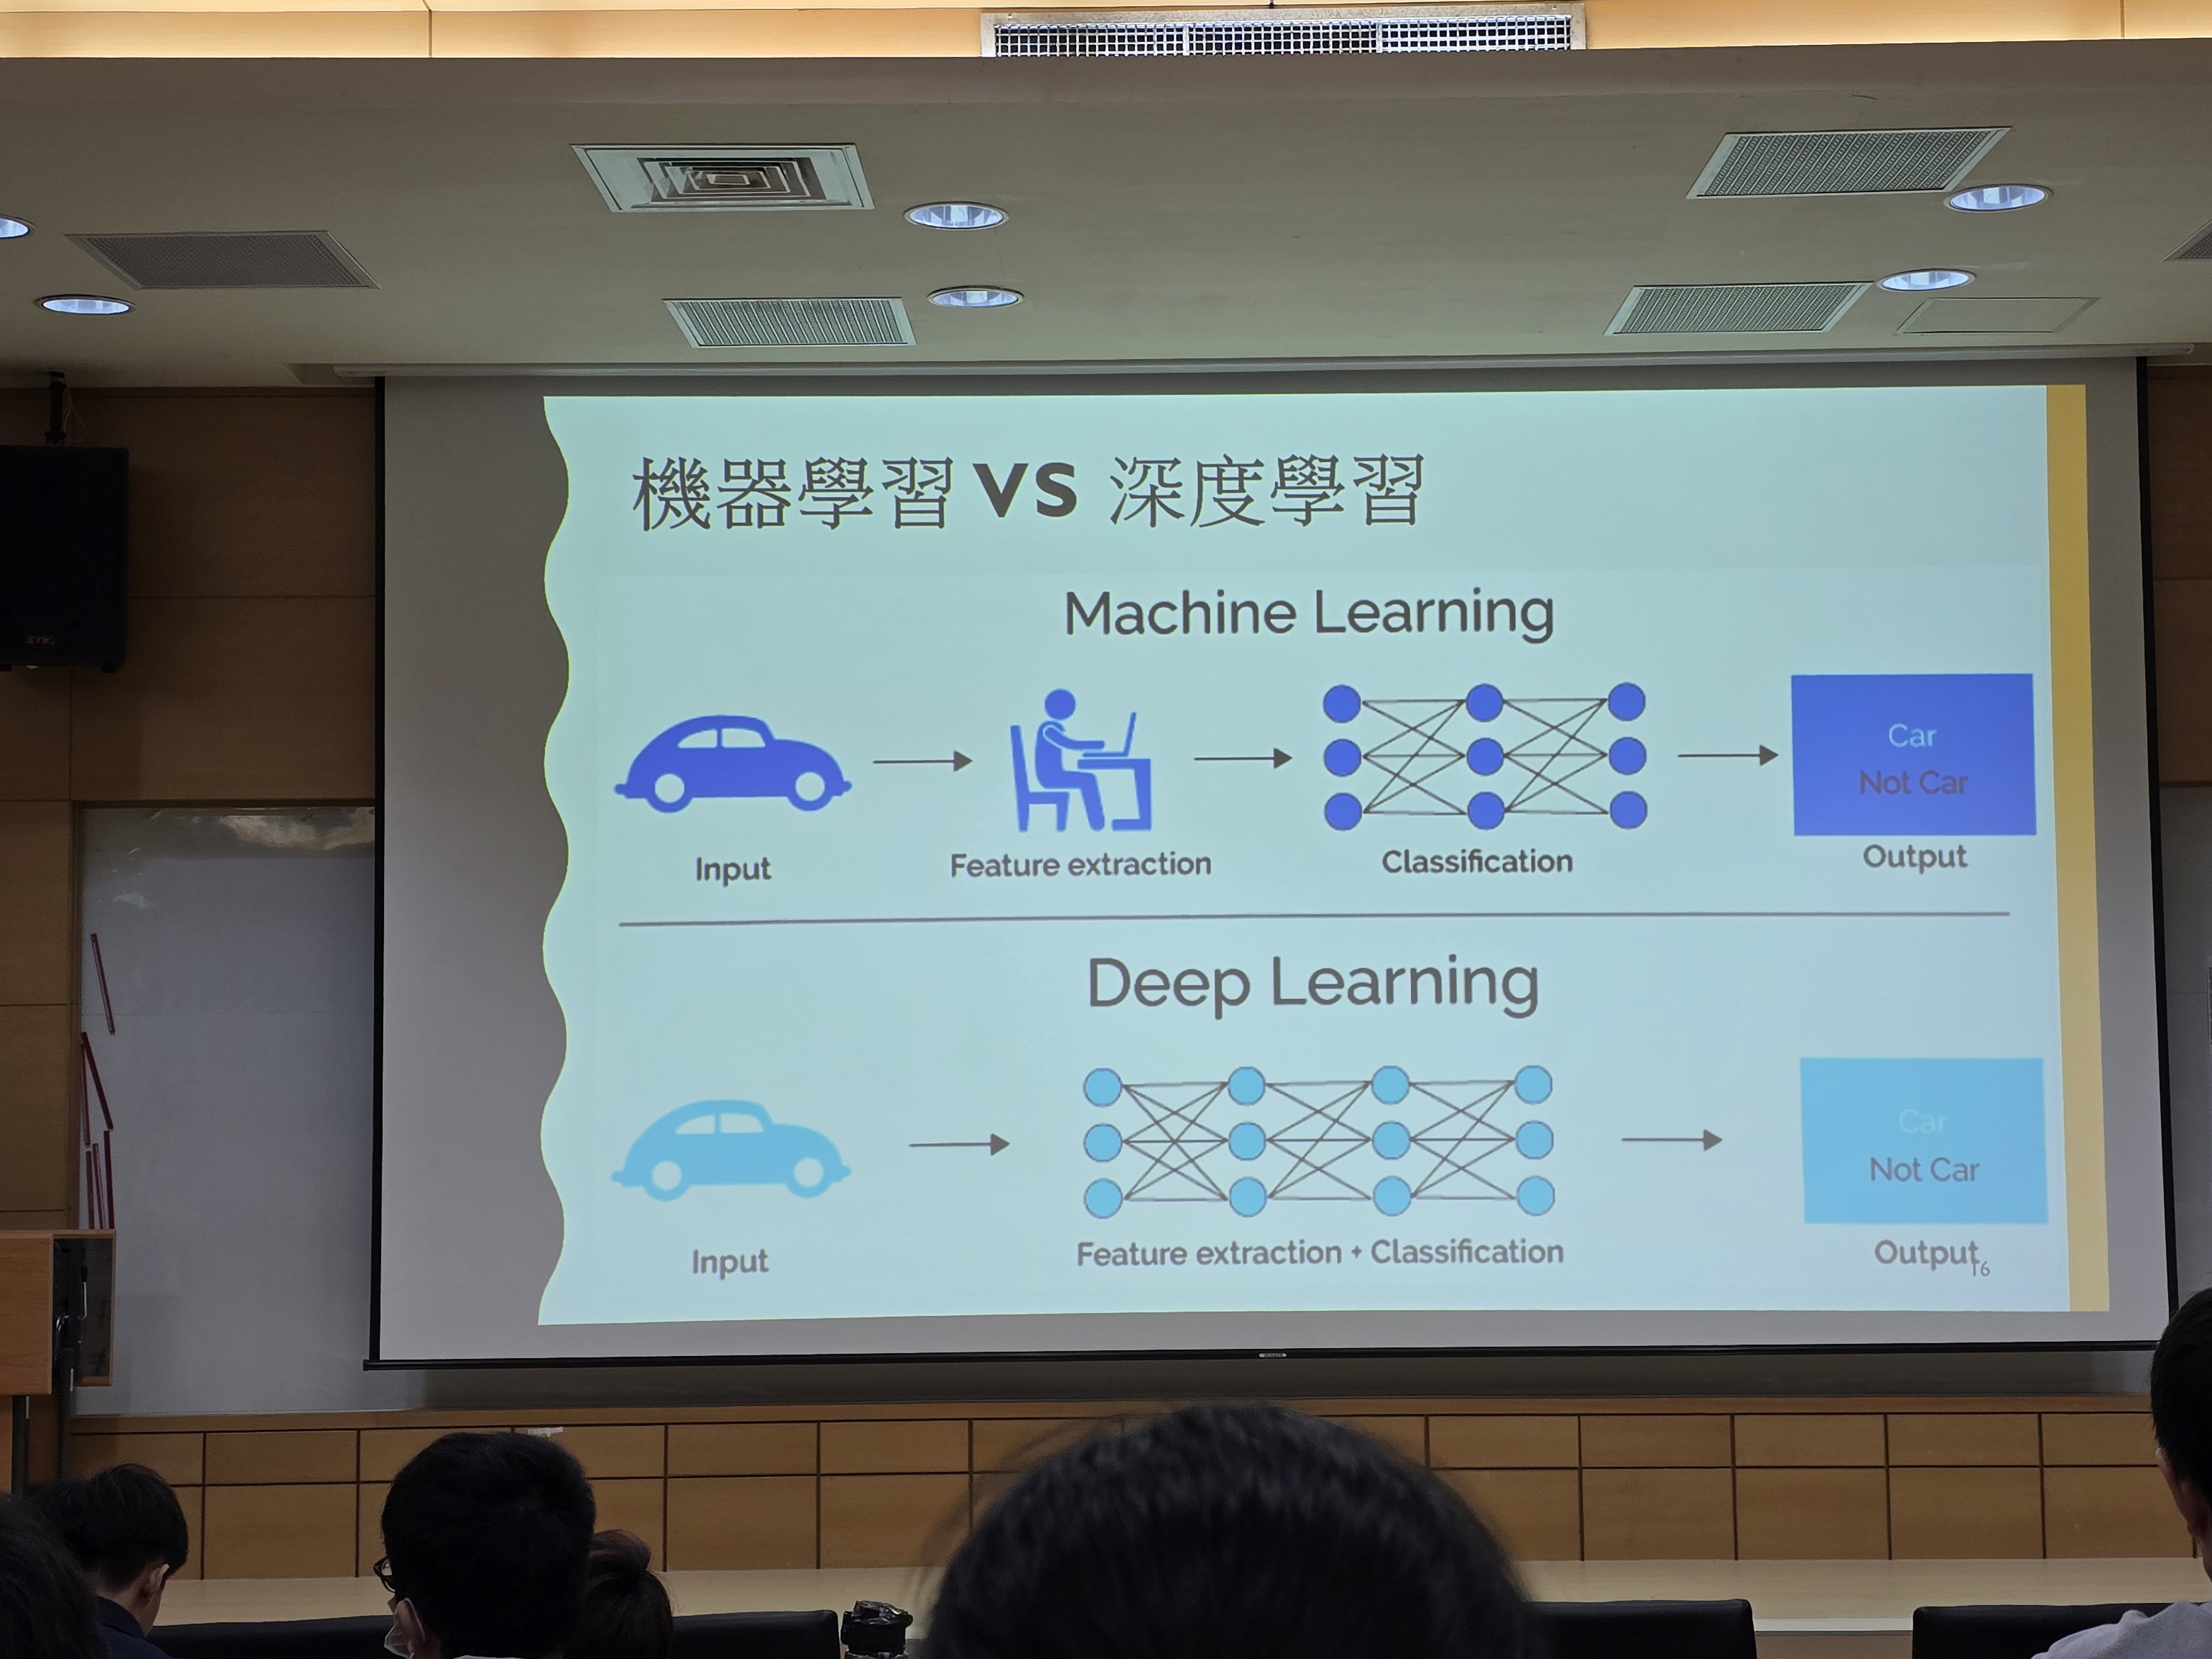 機器學習 VS 深度學習
Machine Learning
Car
Not Car
Input
Feature extraction
Classification
Output
Deep Learning
Car
Not Car
Input
Feature extraction + Classification
Output
16